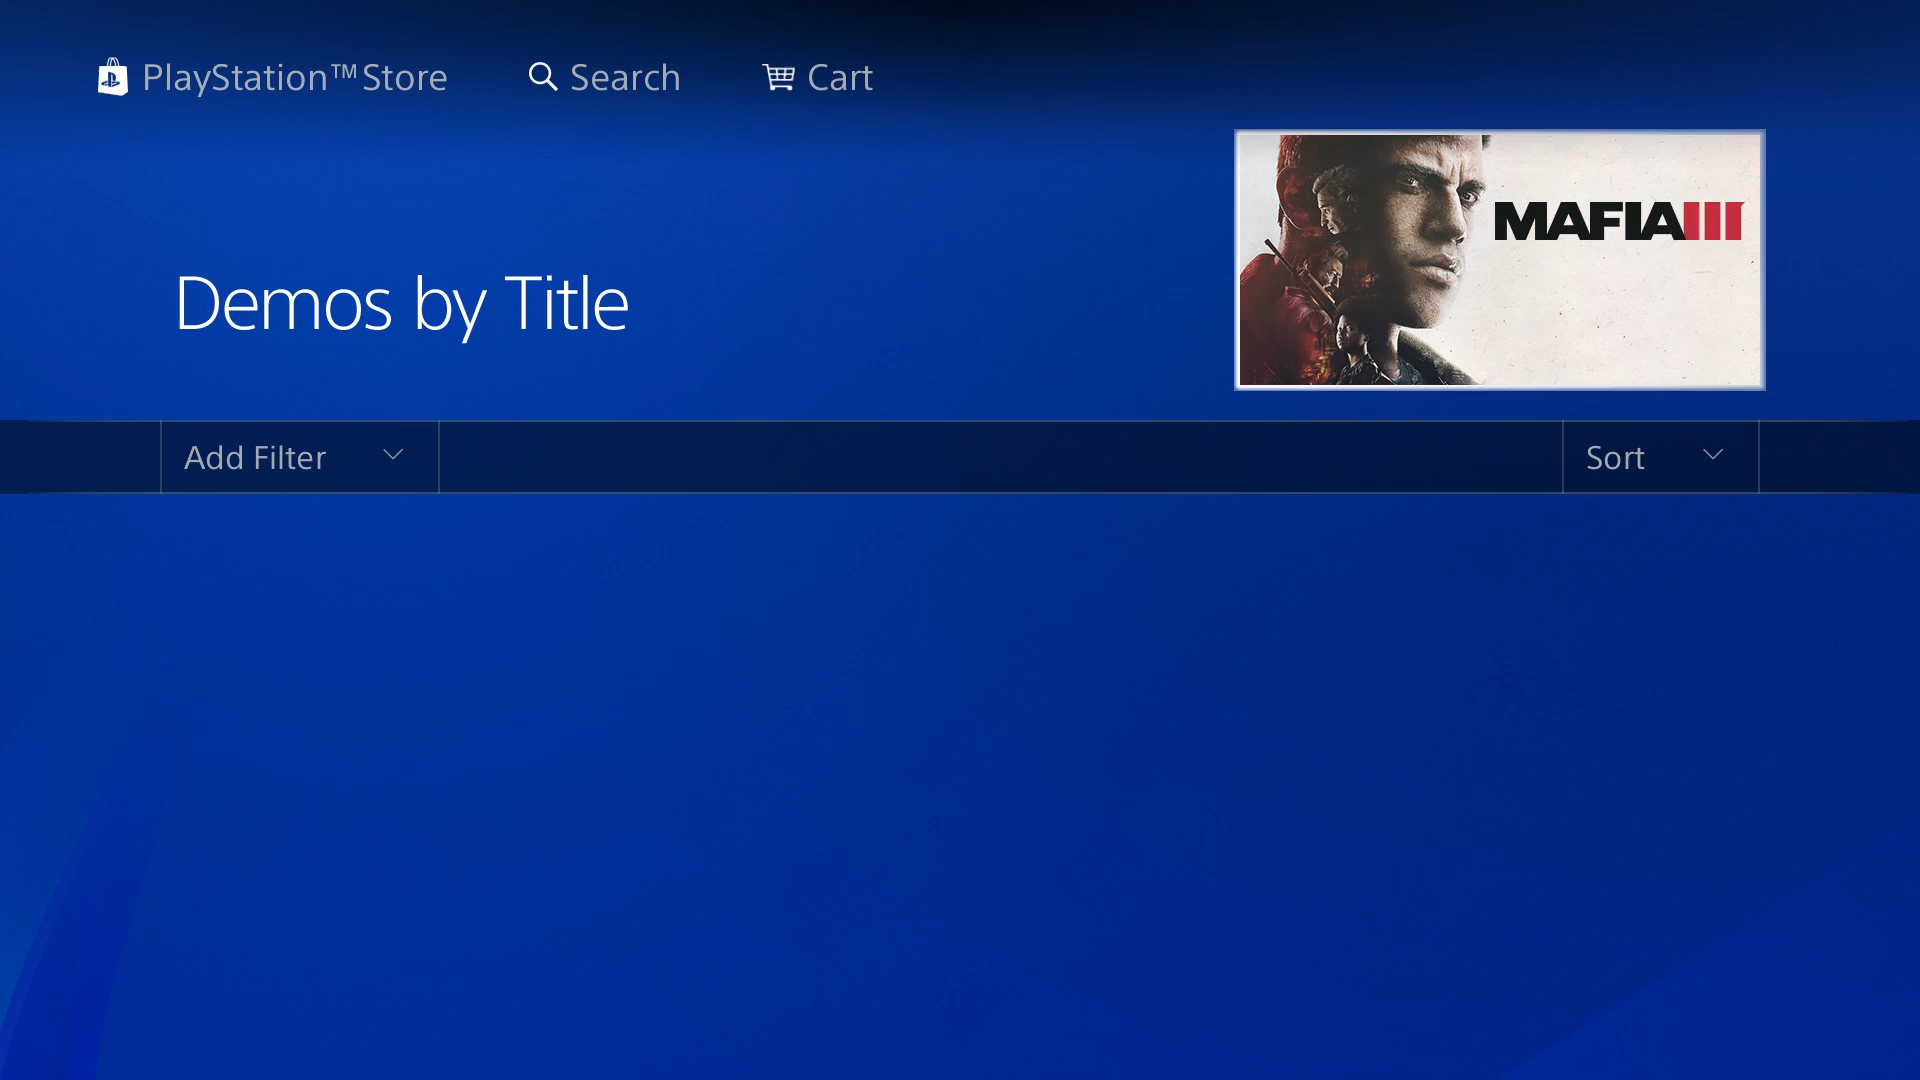 PlayStation™Store
Search
Cart
MAFIA III
Demos by Title
Add Filter
Sort